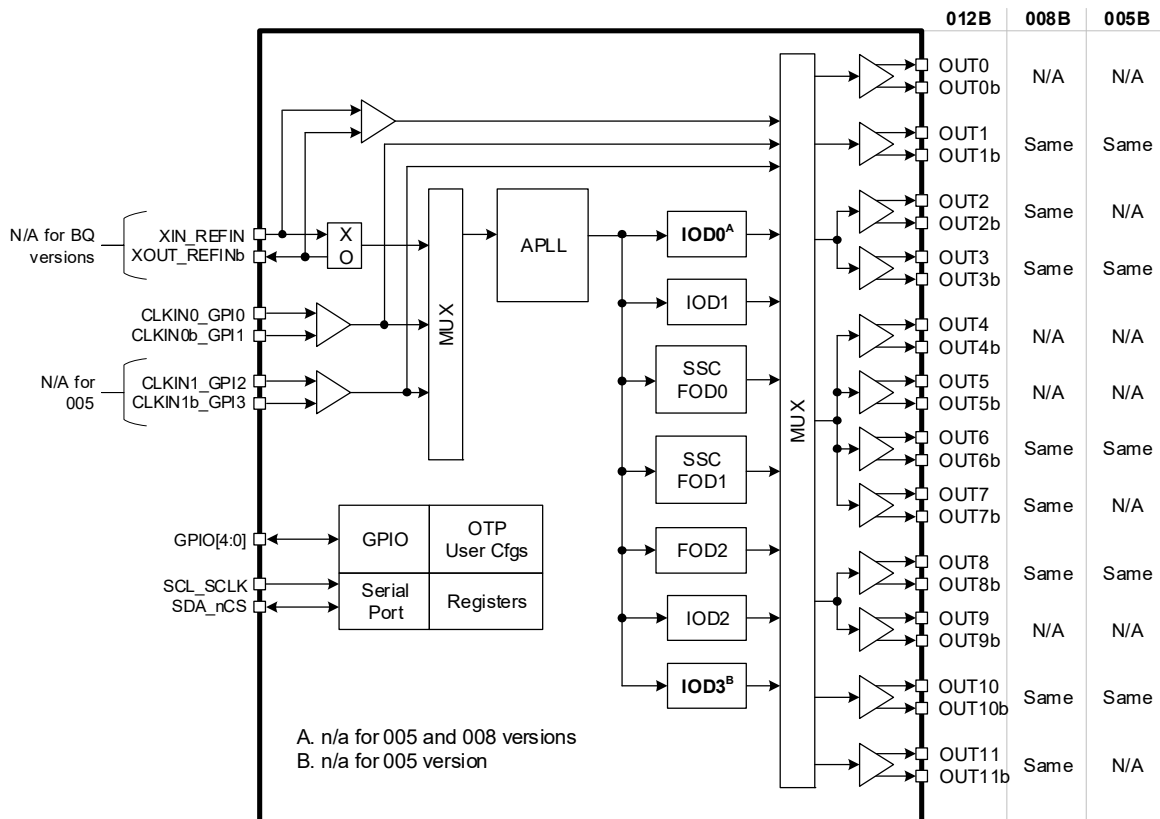 012B 008B 005B
OUT0
OUT0b
N/A N/A
OUT1
OUT1b
Same Same
OUT2
OUT2b
Same N/A
OUT3
OUT3b
Same Same
OUT4
OUT4b
N/A N/A
OUT5
OUT5b
N/A N/A
OUT6
OUT6b
Same Same
OUT7
OUT7b
Same N/A
OUT8
OUT8b
Same Same
OUT9
OUT9b
N/A N/A
OUT10
OUT10b
Same Same
OUT11
OUT11b
Same N/A
N/A for BQ
versions
XIN_REFIN
XOUT_REFINb
X
O
CLKIN0_GPI0
CLKIN0b_GPI1
N/A for
005
CLKIN1_GPI2
CLKIN1b_GPI3
MUX
APLL
IOD0A
IOD1
SSC
FOD0
SSC
FOD1
FOD2
IOD2
IOD3B
MUX
GPIO[4:0]
SCL_SCLK
SDA_nCS
GPIO
OTP
User Cfgs
Serial
Port
Registers
A. n/a for 005 and 008 versions
B. n/a for 005 version